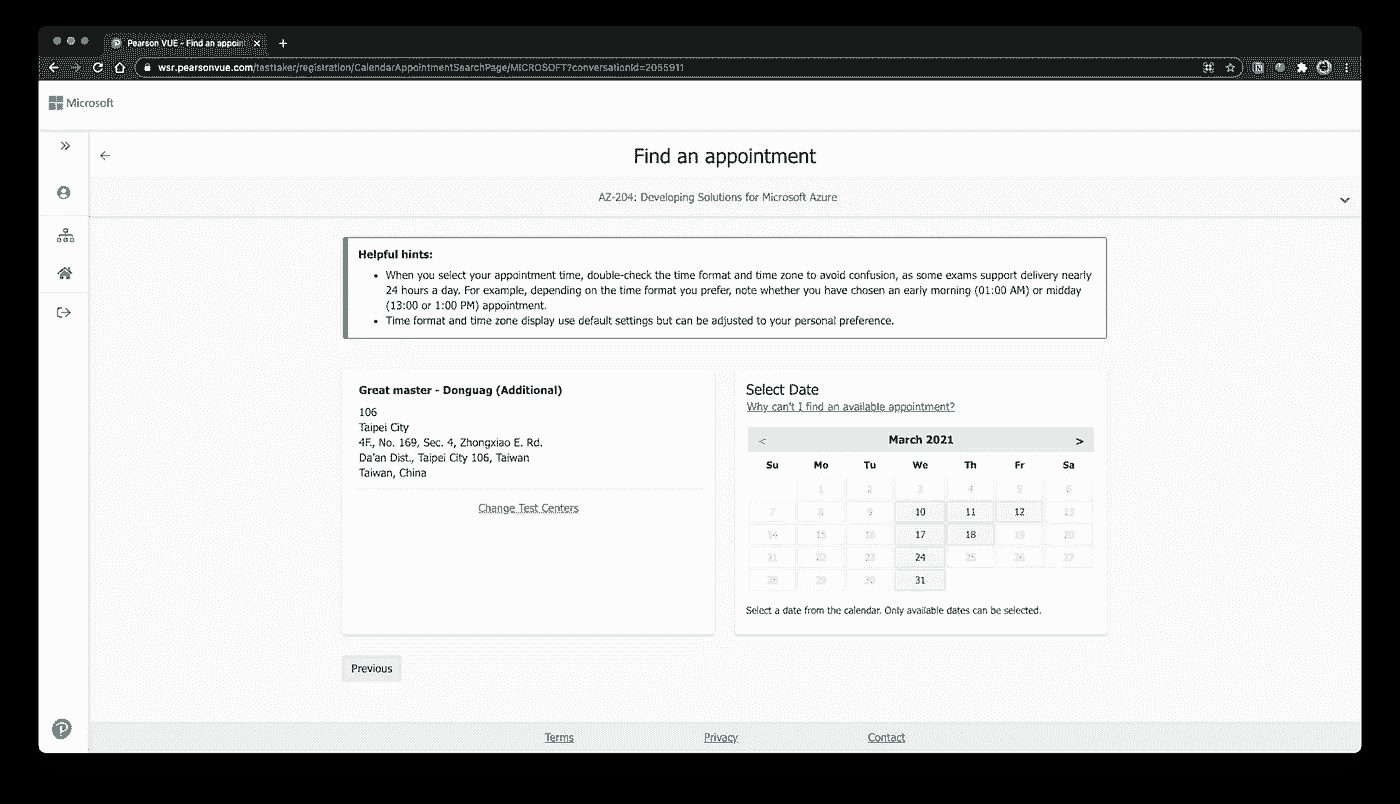 Pearson VUE - Find an appoint
wsr.pearsonvue.com/testtaker/registration/CalendarAppointmentSearchPage/MICROSOFT?conversationId=2055911
Microsoft
Find an appointment
AZ-204: Developing Solutions for Microsoft Azure
Helpful hints:
• When you select your appointment time, double-check the time format and time zone to avoid confusion, as some exams support delivery nearly
24 hours a day. For example, depending on the time format you prefer, note whether you have chosen an early morning (01:00 AM) or midday
(13:00 or 1:00 PM) appointment.
• Time format and time zone display use default settings but can be adjusted to your personal preference.
Great master - Donguag (Additional)
106
Taipei City
4F., No. 169, Sec. 4, Zhongxiao E. Rd.
Da'an Dist., Taipei City 106, Taiwan
Taiwan, China
Change Test Centers
Select Date
Why can't I find an available appointment?
< March 2021 >
Su Mo Tu We Th Fr Sa
1 2 3 4 5 6
7 8 9 10 11 12 13
14 15 16 17 18 19 20
21 22 23 24 25 26 27
28 29 30 31
Select a date from the calendar. Only available dates can be selected.
Previous
Terms Privacy Contact